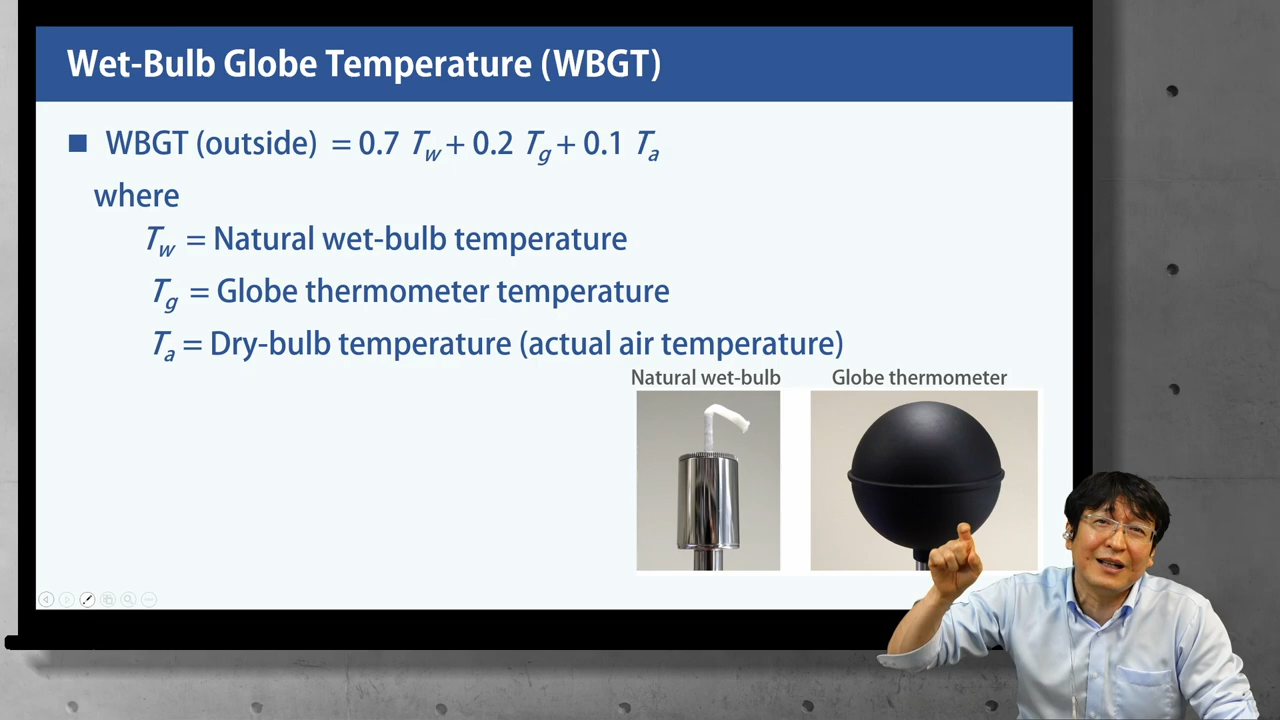 Wet-Bulb Globe Temperature (WBGT)
■ WBGT (outside) = 0.7 Tw + 0.2 Tg + 0.1 Ta
where
Tw = Natural wet-bulb temperature
Tg = Globe thermometer temperature
Ta = Dry-bulb temperature (actual air temperature)
Natural wet-bulb
Globe thermometer